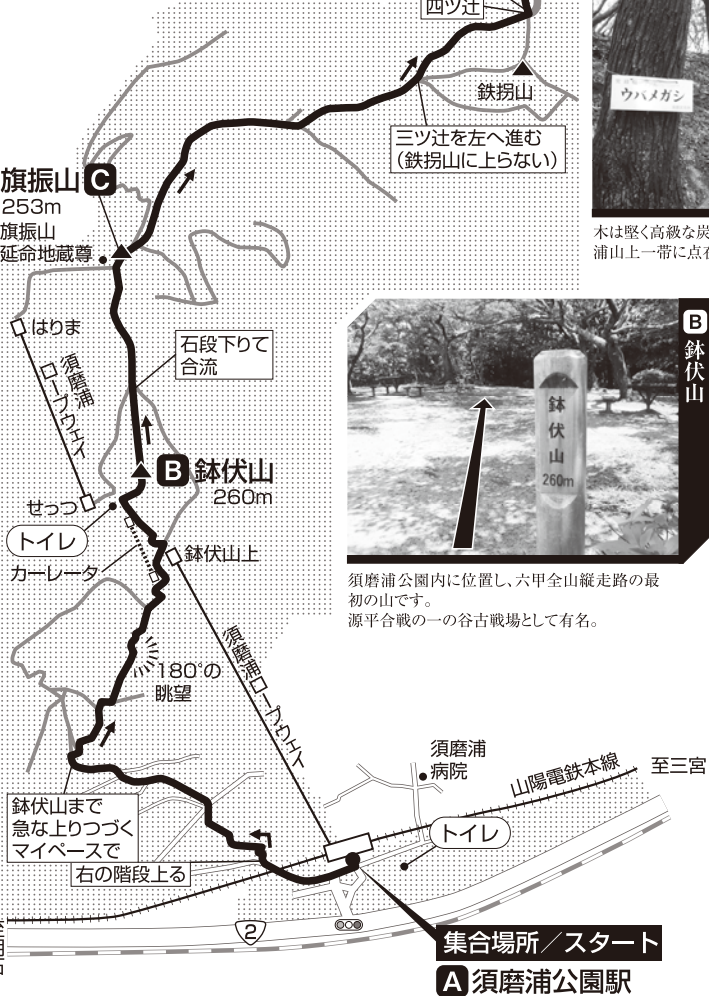 四ツ辻
鉄拐山
三ツ辻を左へ進む
(鉄拐山に上らない)
ウバメガシ
木は堅く高級な炭
浦山上一帯に点在
旗振山 C
253m
旗振山
延命地蔵尊
はりま
須磨浦
ロープウェイ
せっつ
石段下りて
合流
B 鉢伏山
260m
トイレ
カーレータ
鉢伏山上
須磨浦ロープウェイ
180°の
眺望
B 鉢伏山
鉢伏山
260m
須磨浦公園内に位置し、六甲全山縦走路の最
初の山です。
源平合戦の一の谷古戦場として有名。
須磨浦
病院
山陽電鉄本線
至三宮
トイレ
鉢伏山まで
急な上りつづく
マイペースで
右の階段上る
2
集合場所/スタート
A 須磨浦公園駅